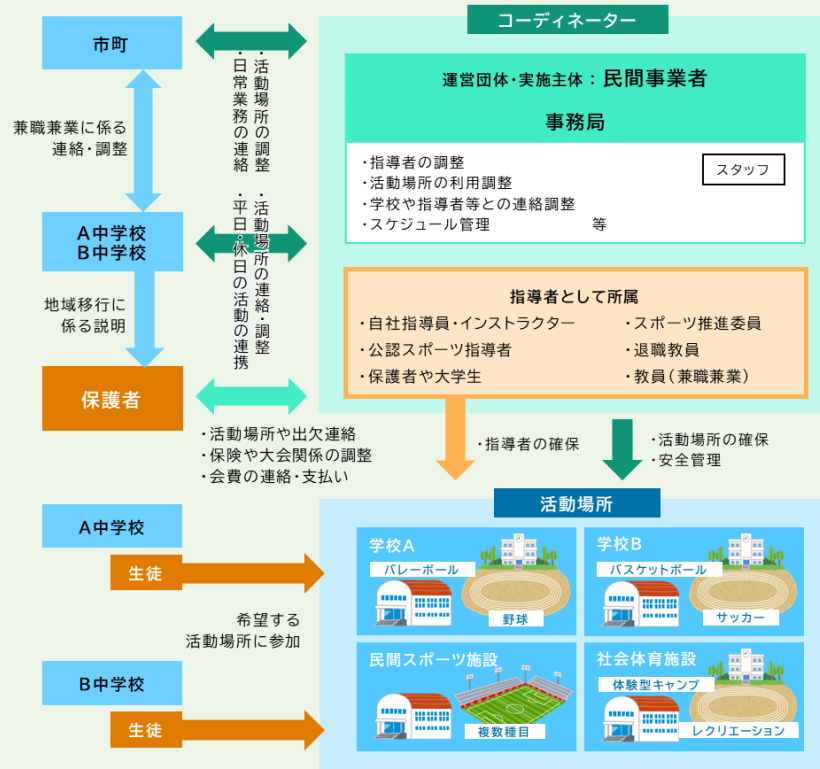 コーディネーター
市町
・活動場所の調整
・日常業務の連絡
運営団体・実施主体：民間事業者
事務局
・指導者の調整
・活動場所の利用調整
・学校や指導者等との連絡調整
・スケジュール管理 等
スタッフ
兼職兼業に係る
連絡・調整
A中学校
B中学校
・活動場所の連絡・調整
・平日・休日の活動の連携
地域移行に
係る説明
指導者として所属
・自社指導員・インストラクター
・公認スポーツ指導者
・保護者や大学生
・スポーツ推進委員
・退職教員
・教員（兼職兼業）
保護者
・活動場所や出欠連絡
・保険や大会関係の調整
・会費の連絡・支払い
・指導者の確保
・活動場所の確保
・安全管理
活動場所
A中学校
生徒
希望する
活動場所に参加
B中学校
生徒
学校A
バレーボール
野球
学校B
バスケットボール
サッカー
民間スポーツ施設
複数種目
社会体育施設
体験型キャンプ
レクリエーション